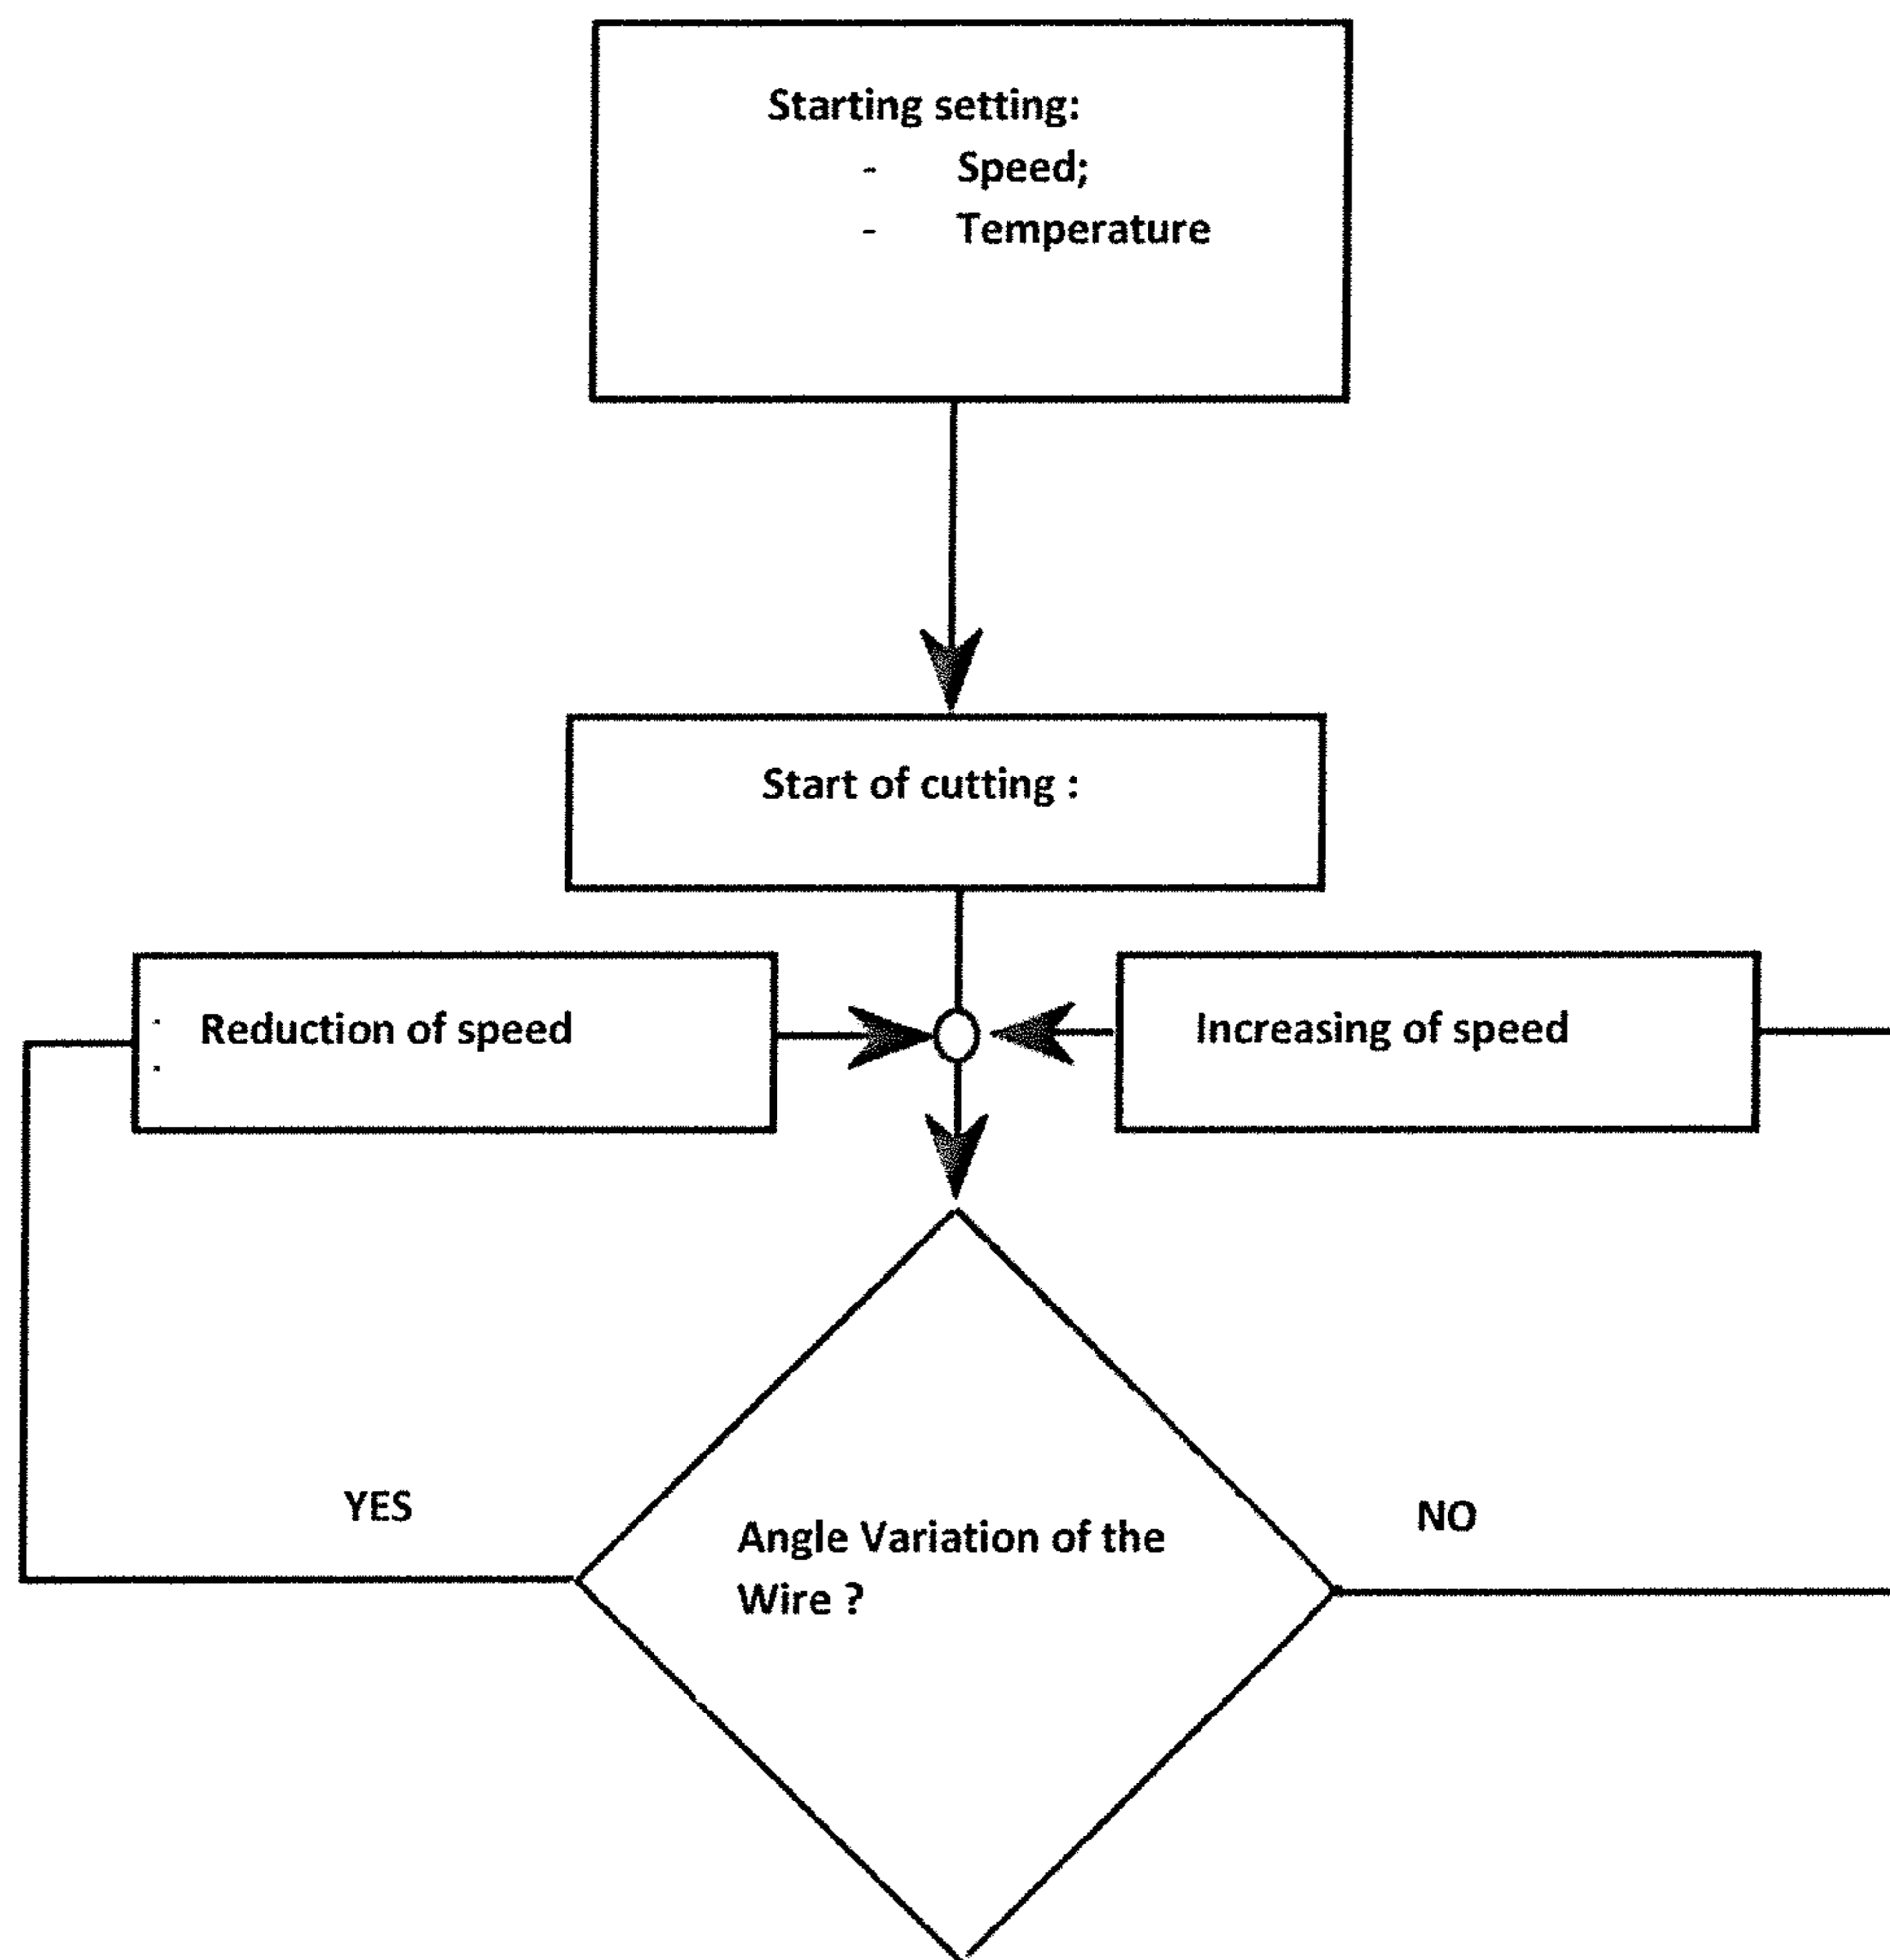 Starting setting:
- Speed;
- Temperature
Start of cutting :
- Reduction of speed
-
Increasing of speed
YES
Angle Variation of the
Wire ?
NO